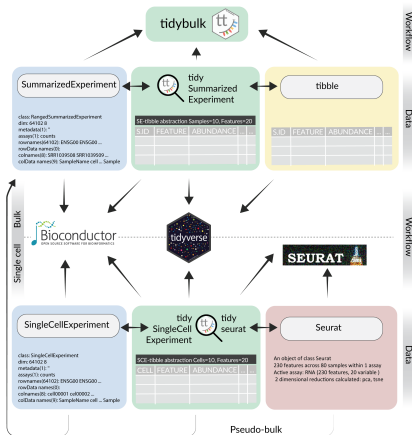 tidybulk
tt
Workflow
SummarizedExperiment
class: RangedSummarizedExperiment
dim: 64102 8
metadata(1): ''
assays(1): counts
rownames(64102): ENSG00 ENSG00 ...
rowData names(0):
colnames(8): SRR1039508 SRR1039509 ...
colData names(9): SampleName cell ... Sample
tt
tidy
Summarized
Experiment
SE-tibble abstraction Samples=10, Features=20
S.ID FEATURE ABUNDANCE
tibble
S.ID FEATURE ABUNDANCE
Data
Bulk
Single cell
Bioconductor
OPEN SOURCE SOFTWARE FOR BIOINFORMATICS
tidyverse
SEURAT
Workflow
SingleCellExperiment
class: SingleCellExperiment
dim: 64102 8
metadata(1): ''
assays(1): counts
rownames(64102): ENSG00 ENSG00 ...
rowData names(0):
colnames(8): cell00001 cell00002 ...
colData names(9): SampleName cell ... Sample
tidy
SingleCell
Experiment
tt
tidy
seurat
SCE-tibble abstraction Cells=10, Features=20
CELL FEATURE ABUNDANCE
Seurat
An object of class Seurat
230 features across 80 samples within 1 assay
Active assay: RNA (230 features, 20 variable )
2 dimensional reductions calculated: pca, tsne
Data
Pseudo-bulk